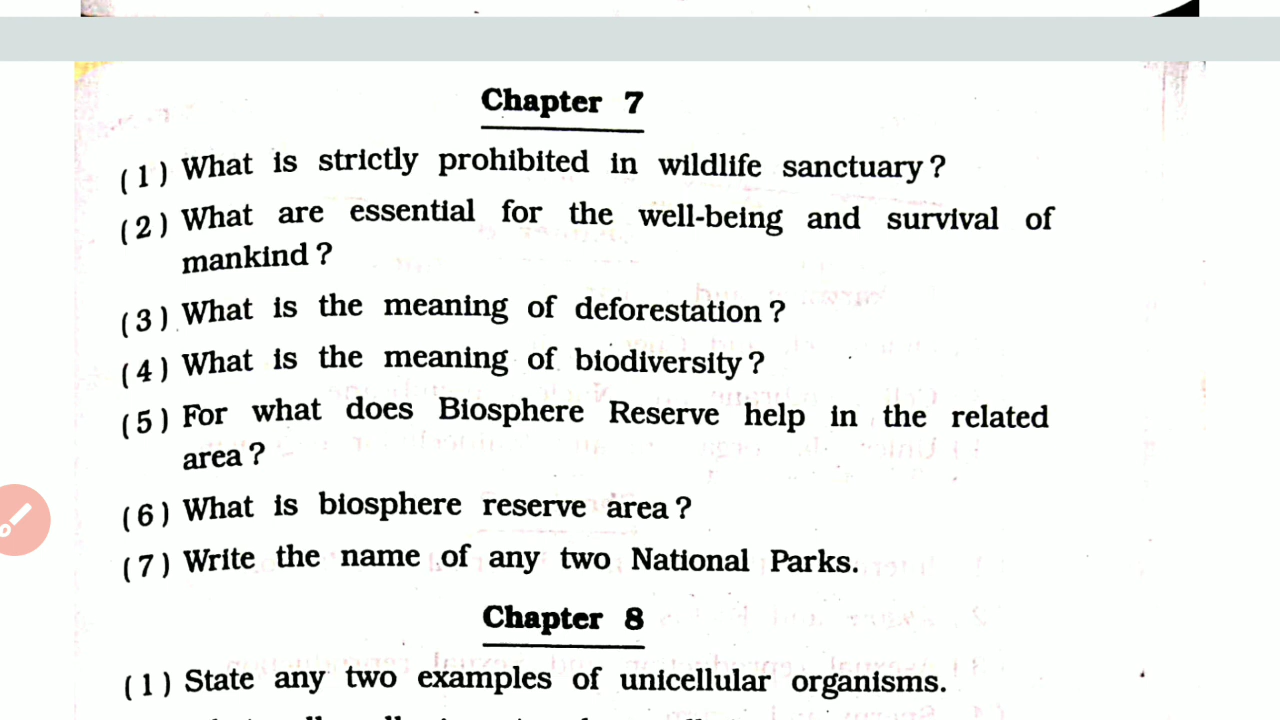 Chapter 7
(1) What is strictly prohibited in wildlife sanctuary?
(2) What are essential for the well-being and survival of
mankind?
(3) What is the meaning of deforestation?
(4) What is the meaning of biodiversity?
(5) For what does Biosphere Reserve help in the related
area?
(6) What is biosphere reserve area?
(7) Write the name of any two National Parks.
Chapter 8
(1) State any two examples of unicellular organisms.